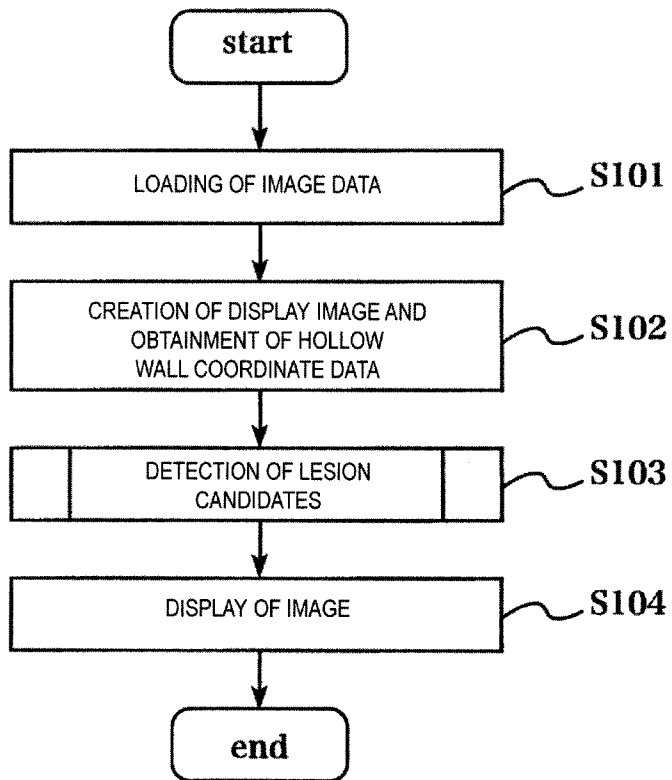 start
LOADING OF IMAGE DATA
S101
CREATION OF DISPLAY IMAGE AND
OBTAINMENT OF HOLLOW
WALL COORDINATE DATA
S102
DETECTION OF LESION
CANDIDATES
S103
DISPLAY OF IMAGE
S104
end